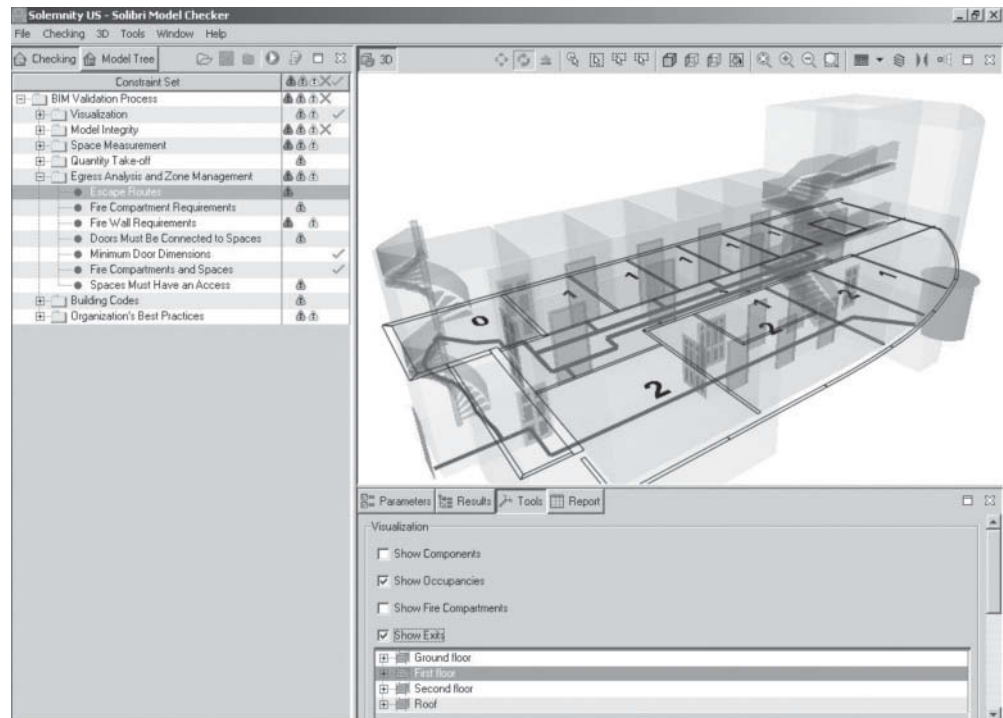 Solemnity US - Solibri Model Checker
File Checking 3D Tools Window Help
Checking Model Tree
3D
Constraint Set
BIM Validation Process
Visualization
Model Integrity
Space Measurement
Quantity Take-off
Egress Analysis and Zone Management
Escape Routes
Fire Compartment Requirements
Fire Wall Requirements
Doors Must Be Connected to Spaces
Minimum Door Dimensions
Fire Compartments and Spaces
Spaces Must Have an Access
Building Codes
Organization's Best Practices
0 1 1 1 1 1
2 2 1 2 1
Parameters Results Tools Report
Visualization
Show Components
Show Occupancies
Show Fire Compartments
Show Exits
Ground floor
First floor
Second floor
Roof